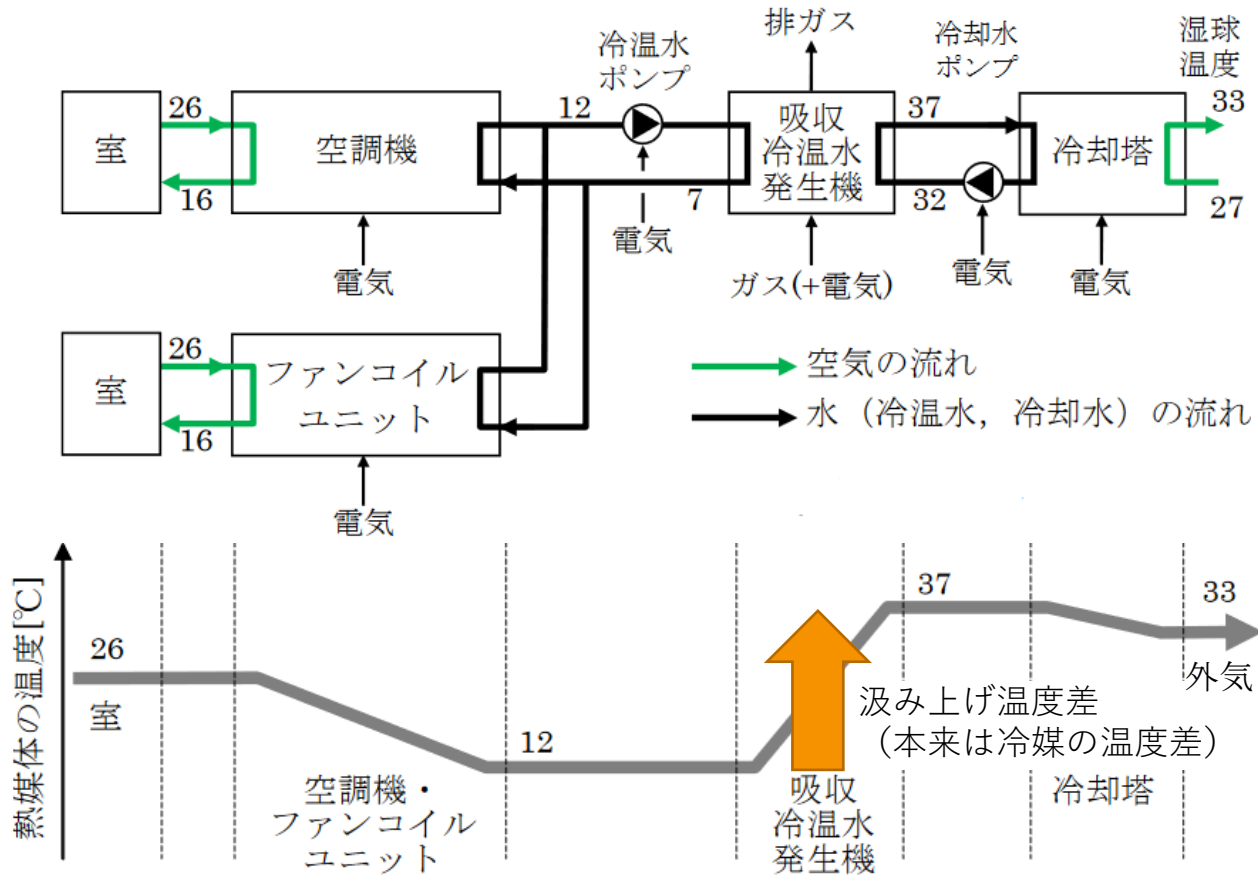 排ガス
冷温水
ポンプ
冷却水
ポンプ
湿球
温度
室
26
16
空調機
12
7
吸収
冷温水
発生機
37
32
冷却塔
33
27
電気
電気
ガス(+電気)
電気
電気
室
26
16
ファンコイル
ユニット
電気
空気の流れ
水（冷温水，冷却水）の流れ
熱媒体の温度[℃]
26
室
12
空調機・
ファンコイル
ユニット
吸収
冷温水
発生機
汲み上げ温度差
（本来は冷媒の温度差）
37
冷却塔
33
外気